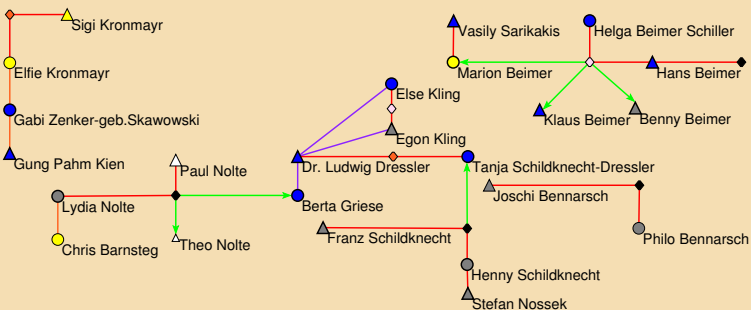 Sigi Kronmayr
Vasily Sarikakis
Helga Beimer Schiller
Elfie Kronmayr
Marion Beimer
Hans Beimer
Else Kling
Gabi Zenker-geb.Skawowski
Klaus Beimer
Benny Beimer
Egon Kling
Gung Pahm Kien
Paul Nolte
Dr. Ludwig Dressler
Tanja Schildknecht-Dressler
Joschi Bennarsch
Lydia Nolte
Berta Griese
Chris Barnsteg
Theo Nolte
Franz Schildknecht
Philo Bennarsch
Henny Schildknecht
Stefan Nossek